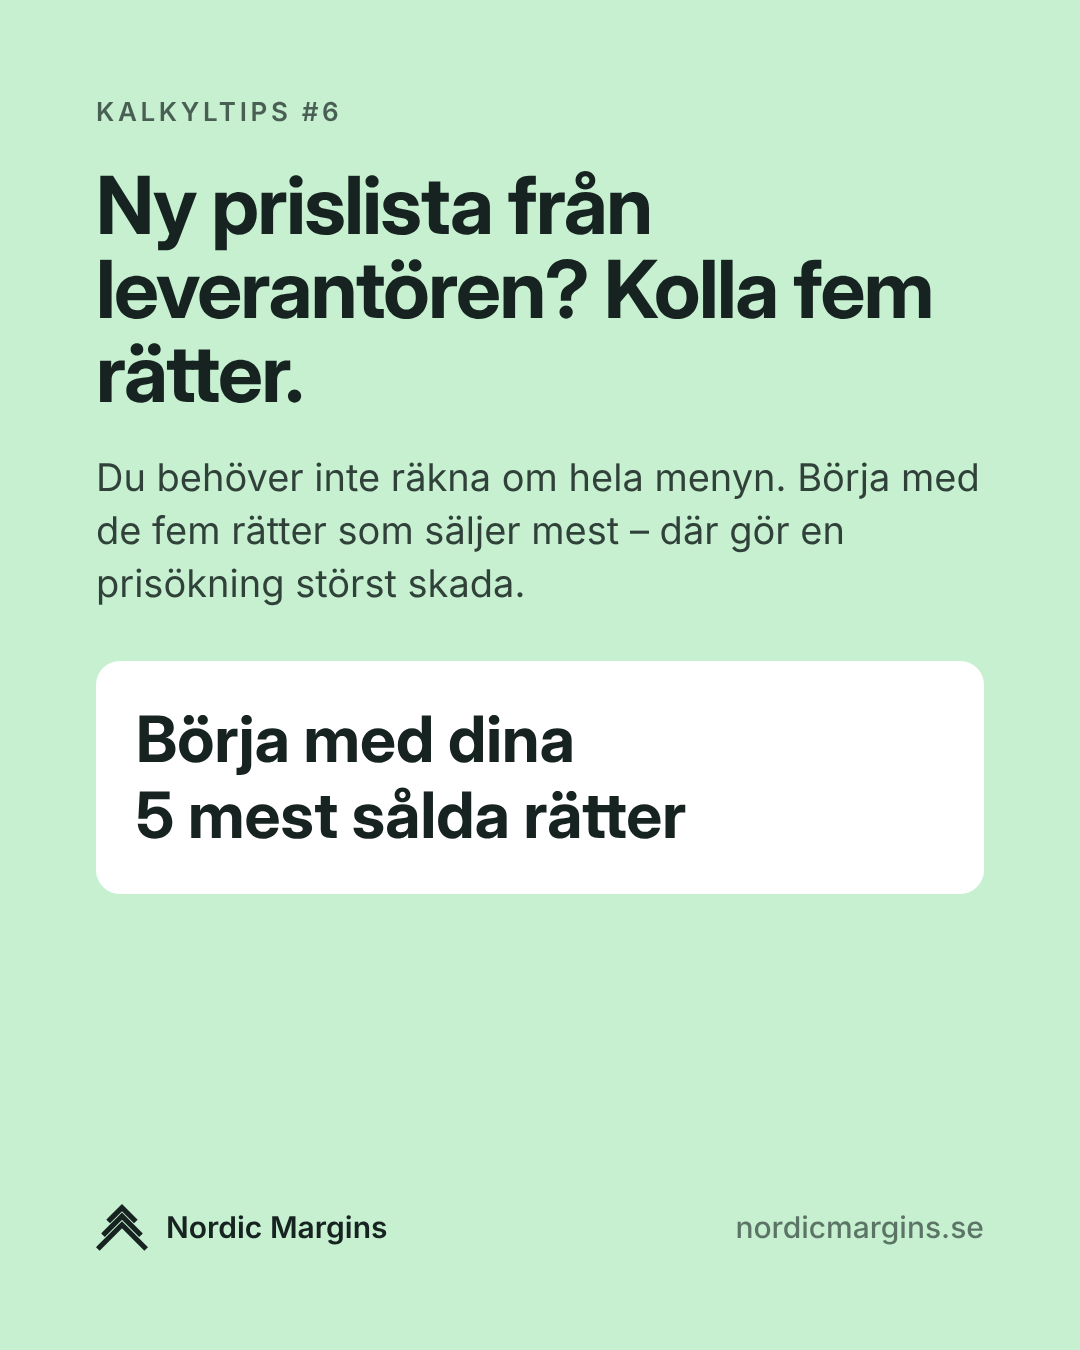 KALKYLTIPS #6
Ny prislista från
leverantören? Kolla fem
rätter.
Du behöver inte räkna om hela menyn. Börja med
de fem rätter som säljer mest – där gör en
prisökning störst skada.
Börja med dina
5 mest sålda rätter
Nordic Margins
nordicmargins.se